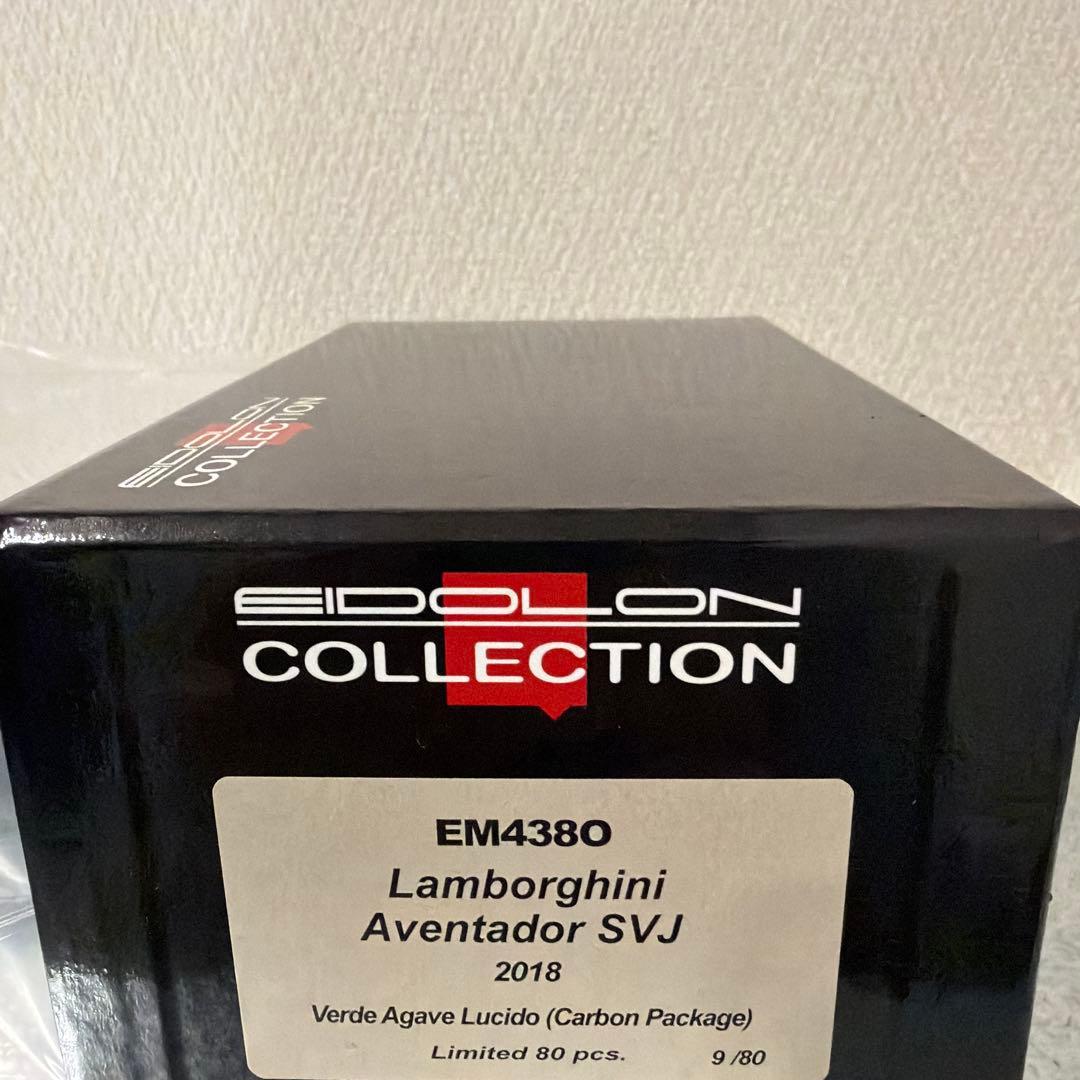 EIDOLON
COLLECTION
EIDOLON
COLLECTION
EM438O
Lamborghini
Aventador SVJ
2018
Verde Agave Lucido (Carbon Package)
Limited 80 pcs. 9 /80